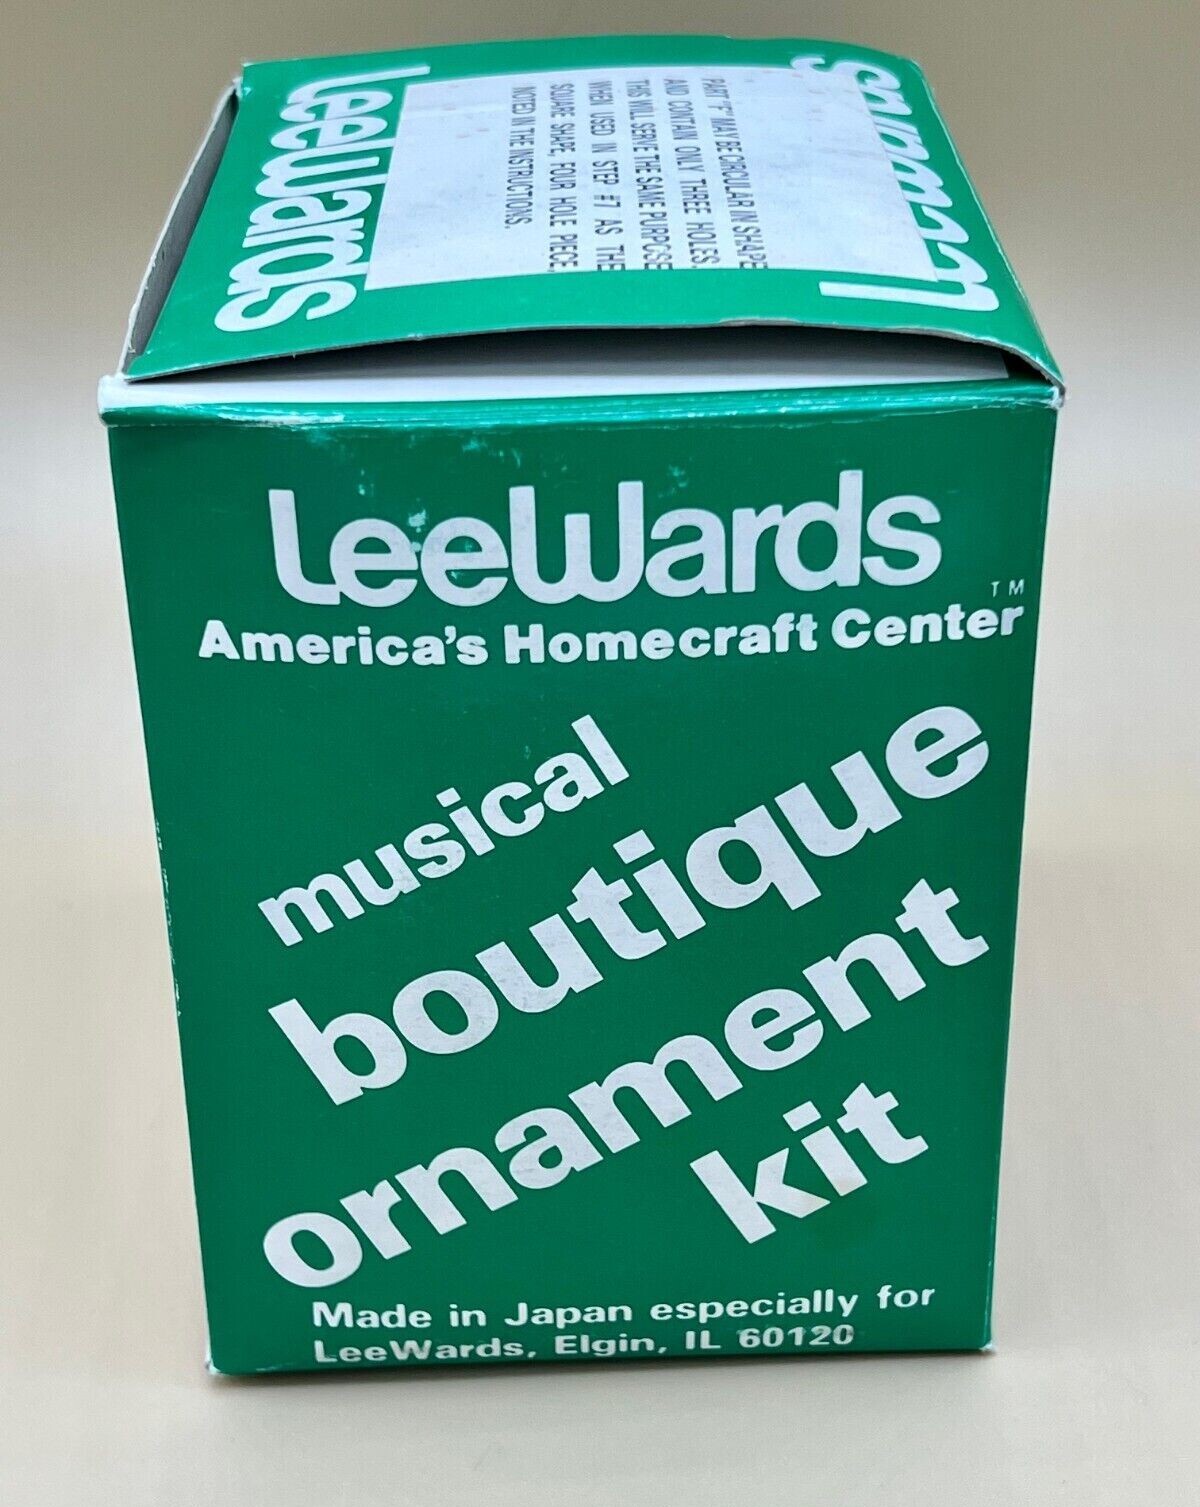 LeeWards
LeeWards
PART "F" MAY BE CIRCULAR IN SHAPE
AND CONTAIN ONLY THREE HOLES.
THIS WILL SERVE THE SAME PURPOSE
WHEN USED IN STEP #7 AS THE
SQUARE SHAPE, FOUR HOLE PIECE,
NOTED IN THE INSTRUCTIONS.
LeeWards
TM
America's Homecraft Center
musical
boutique
ornament
kit
Made in Japan especially for
LeeWards, Elgin, IL 60120